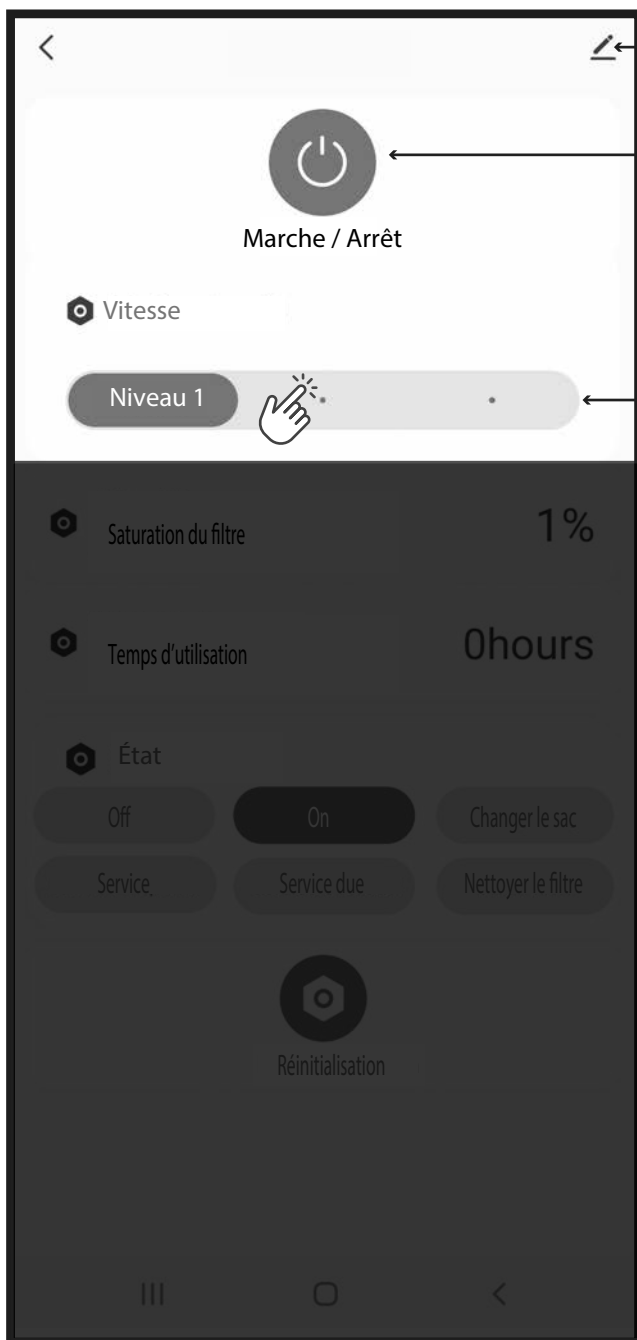 Marche / Arrêt
Vitesse
Niveau 1
Saturation du filtre 1%
Temps d'utilisation 0hours
État
Off On Changer le sac
Service, Service due Nettoyer le filtre
Réinitialisation